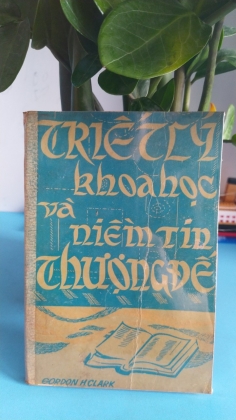 TRIẾT LÝ
khoa học
và
niềm tin
THƯỢNG ĐẾ
GORDON H CLARK